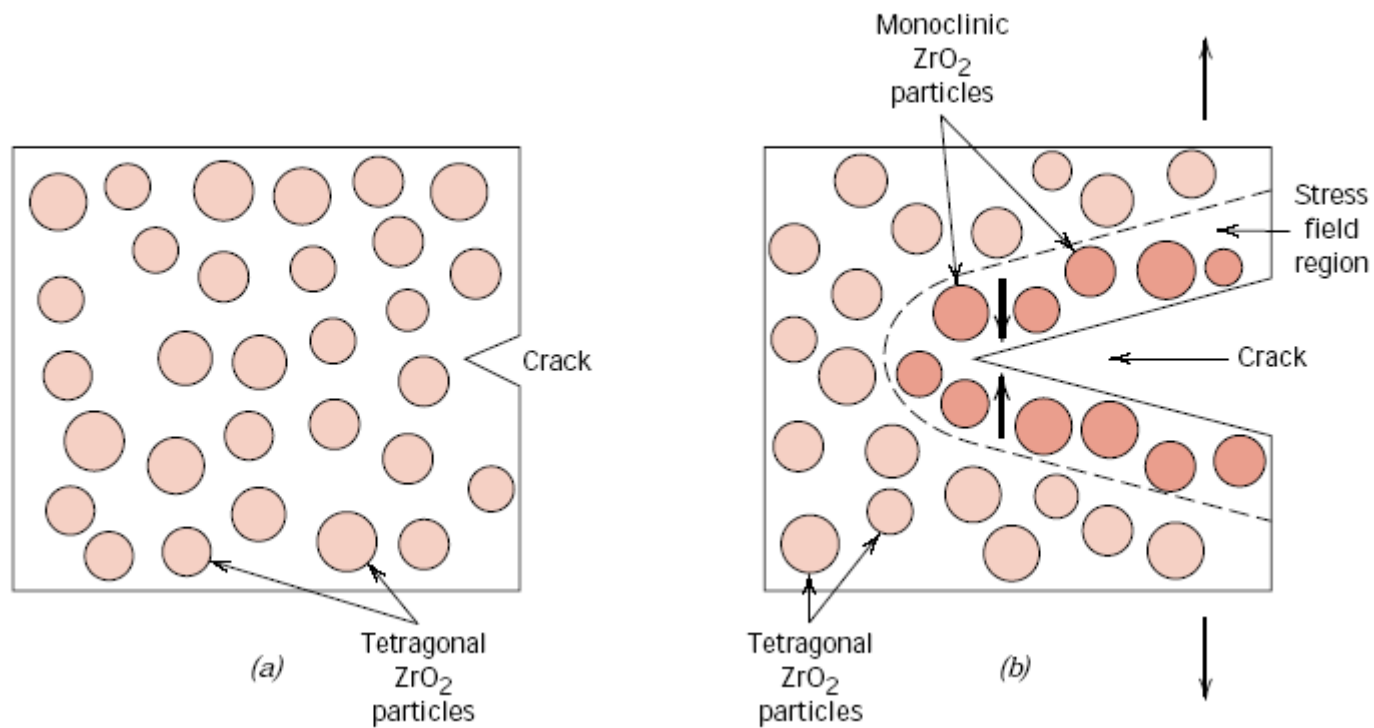 Monoclinic
ZrO2
particles
Stress
field
region
Crack
Crack
Tetragonal
ZrO2
particles
(a)
Tetragonal
ZrO2
particles
(b)